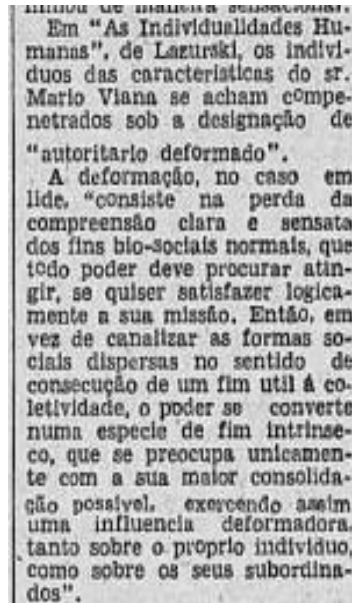 minou de maneira sensacional.
Em "As Individualidades Hu-
manas", de Lazurski, os indivi-
duos das caracteristicas do sr.
Mario Viana se acham compe-
netrados sob a designação de
"autoritario deformado".
A deformação, no caso em
lide, "consiste na perda da
compreensão clara e sensata
dos fins bio-sociais normais, que
todo poder deve procurar atin-
gir, se quiser satisfazer logica-
mente a sua missão. Então, em
vez de canalizar as formas so-
ciais dispersas no sentido de
consecução de um fim util á co-
letividade, o poder se converte
numa especie de fim intrinse-
co, que se preocupa unicamen-
te com a sua maior consolida-
ção possivel, exercendo assim
uma influencia deformadora,
tanto sobre o proprio individuo,
como sobre os seus subordina-
dos".